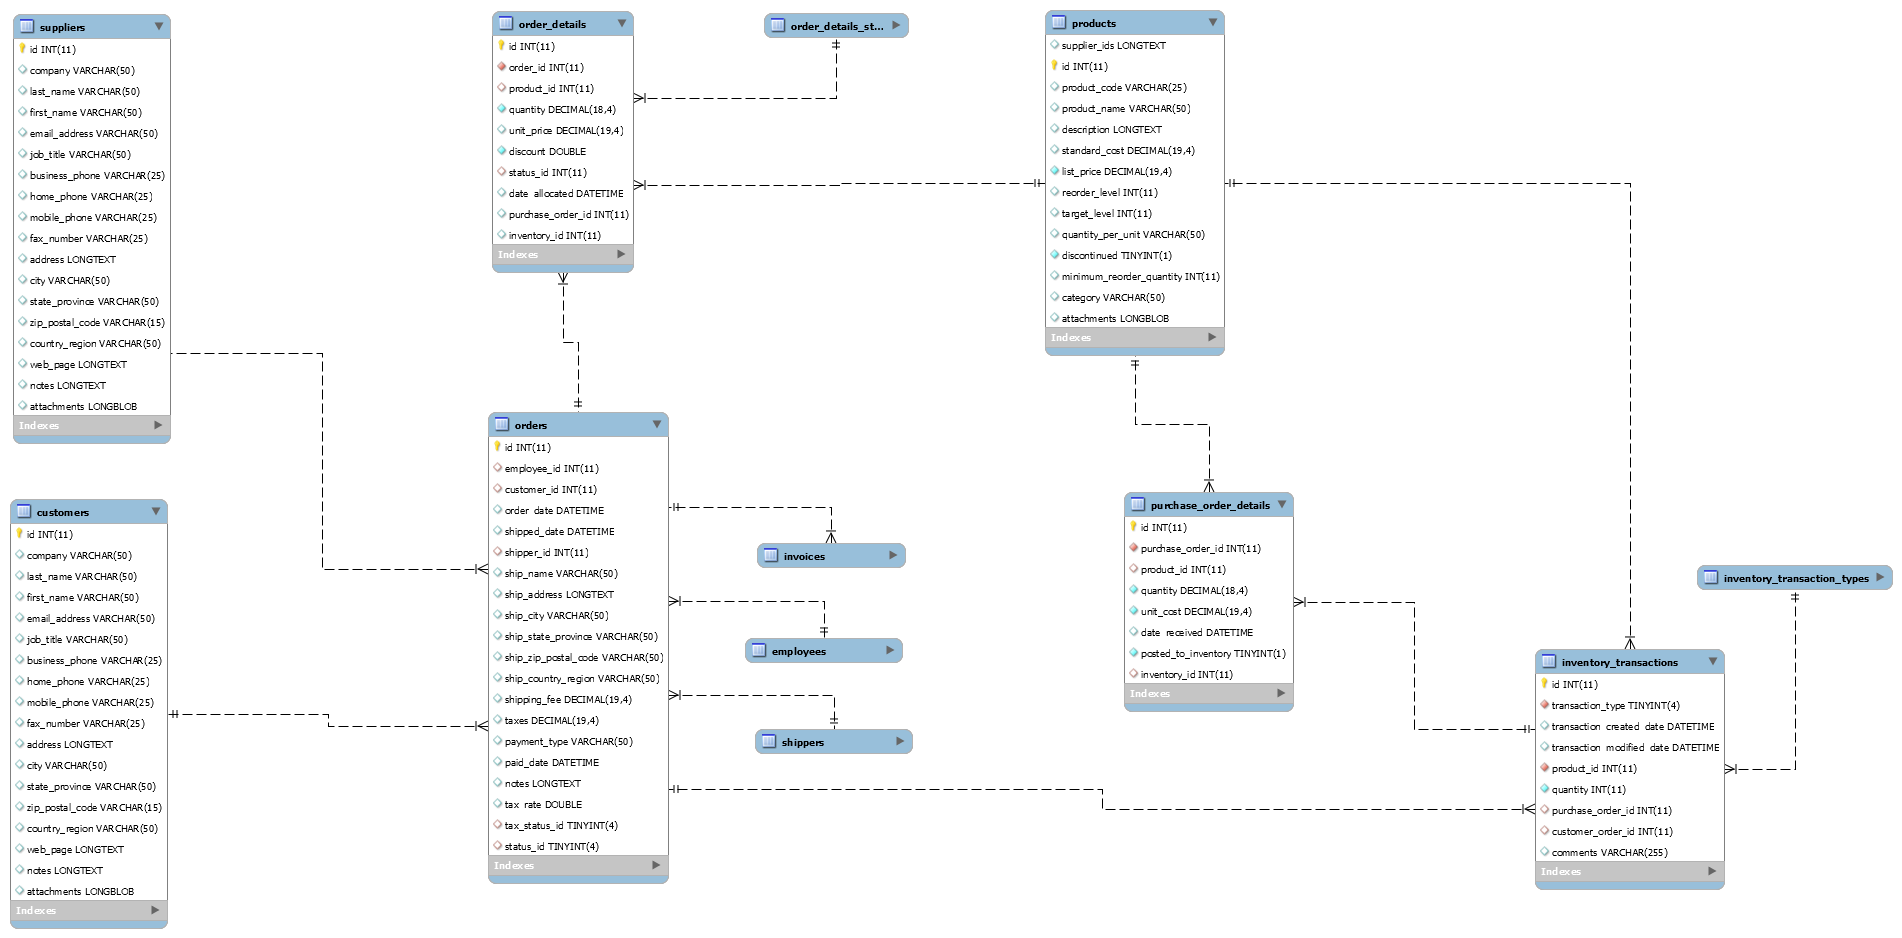 suppliers
id INT(11)
company VARCHAR(50)
last_name VARCHAR(50)
first_name VARCHAR(50)
email_address VARCHAR(50)
job_title VARCHAR(50)
business_phone VARCHAR(25)
home_phone VARCHAR(25)
mobile_phone VARCHAR(25)
fax_number VARCHAR(25)
address LONGTEXT
city VARCHAR(50)
state_province VARCHAR(50)
zip_postal_code VARCHAR(15)
country_region VARCHAR(50)
web_page LONGTEXT
notes LONGTEXT
attachments LONGBLOB
Indexes
customers
id INT(11)
company VARCHAR(50)
last_name VARCHAR(50)
first_name VARCHAR(50)
email_address VARCHAR(50)
job_title VARCHAR(50)
business_phone VARCHAR(25)
home_phone VARCHAR(25)
mobile_phone VARCHAR(25)
fax_number VARCHAR(25)
address LONGTEXT
city VARCHAR(50)
state_province VARCHAR(50)
zip_postal_code VARCHAR(15)
country_region VARCHAR(50)
web_page LONGTEXT
notes LONGTEXT
attachments LONGBLOB
Indexes
order_details
id INT(11)
order_id INT(11)
product_id INT(11)
quantity DECIMAL(18,4)
unit_price DECIMAL(19,4)
discount DOUBLE
status_id INT(11)
date_allocated DATETIME
purchase_order_id INT(11)
inventory_id INT(11)
Indexes
order_details_st...
orders
id INT(11)
employee_id INT(11)
customer_id INT(11)
order_date DATETIME
shipped_date DATETIME
shipper_id INT(11)
ship_name VARCHAR(50)
ship_address LONGTEXT
ship_city VARCHAR(50)
ship_state_province VARCHAR(50)
ship_zip_postal_code VARCHAR(50)
ship_country_region VARCHAR(50)
shipping_fee DECIMAL(19,4)
taxes DECIMAL(19,4)
payment_type VARCHAR(50)
paid_date DATETIME
notes LONGTEXT
tax_rate DOUBLE
tax_status_id TINYINT(4)
status_id TINYINT(4)
Indexes
invoices
employees
shippers
products
supplier_ids LONGTEXT
id INT(11)
product_code VARCHAR(25)
product_name VARCHAR(50)
description LONGTEXT
standard_cost DECIMAL(19,4)
list_price DECIMAL(19,4)
reorder_level INT(11)
target_level INT(11)
quantity_per_unit VARCHAR(50)
discontinued TINYINT(1)
minimum_reorder_quantity INT(11)
category VARCHAR(50)
attachments LONGBLOB
Indexes
purchase_order_details
id INT(11)
purchase_order_id INT(11)
product_id INT(11)
quantity DECIMAL(18,4)
unit_cost DECIMAL(19,4)
date_received DATETIME
posted_to_inventory TINYINT(1)
inventory_id INT(11)
Indexes
inventory_transaction_types
inventory_transactions
id INT(11)
transaction_type TINYINT(4)
transaction_created_date DATETIME
transaction_modified_date DATETIME
product_id INT(11)
quantity INT(11)
purchase_order_id INT(11)
customer_order_id INT(11)
comments VARCHAR(255)
Indexes